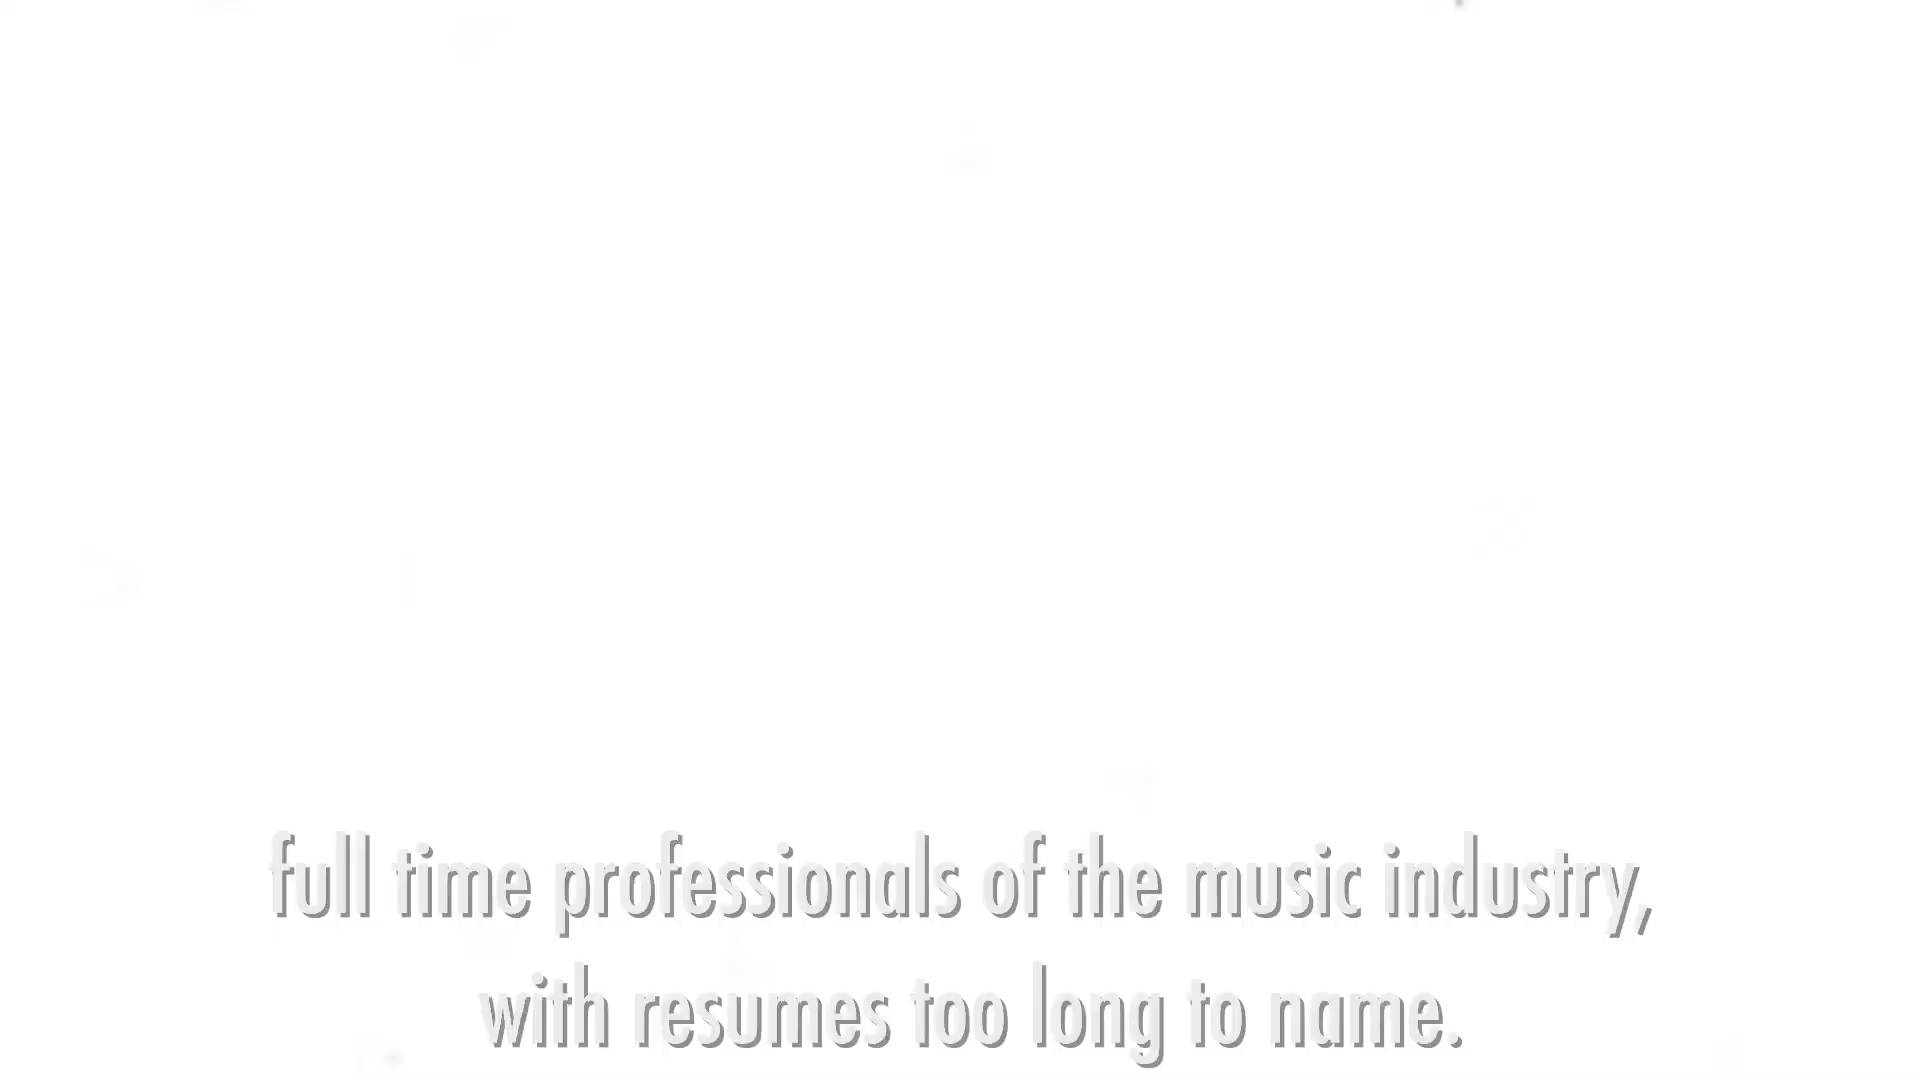 full time professionals of the music industry,
with resumes too long to name.